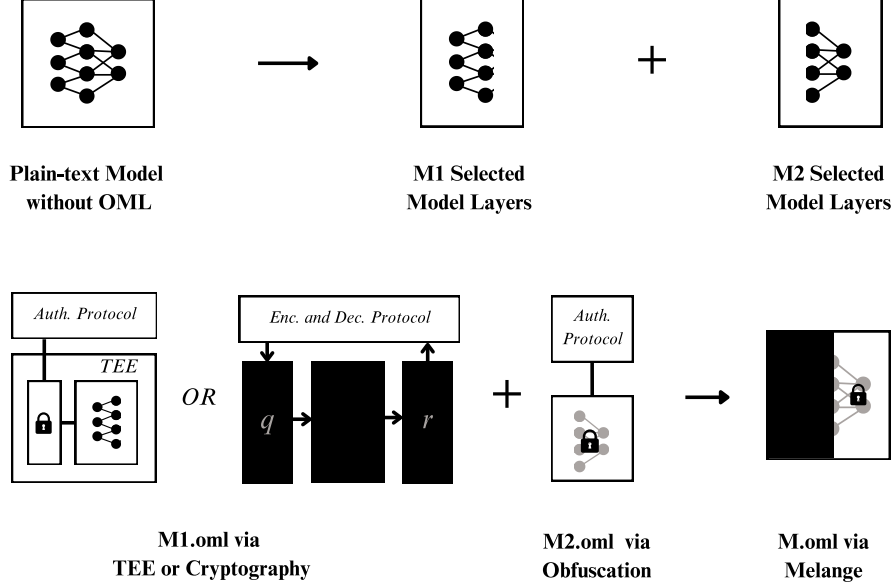 Plain-text Model
without OML
M1 Selected
Model Layers
M2 Selected
Model Layers
Auth. Protocol
TEE
OR
Enc. and Dec. Protocol
q
r
Auth.
Protocol
M1.oml via
TEE or Cryptography
M2.oml via
Obfuscation
M.oml via
Melange